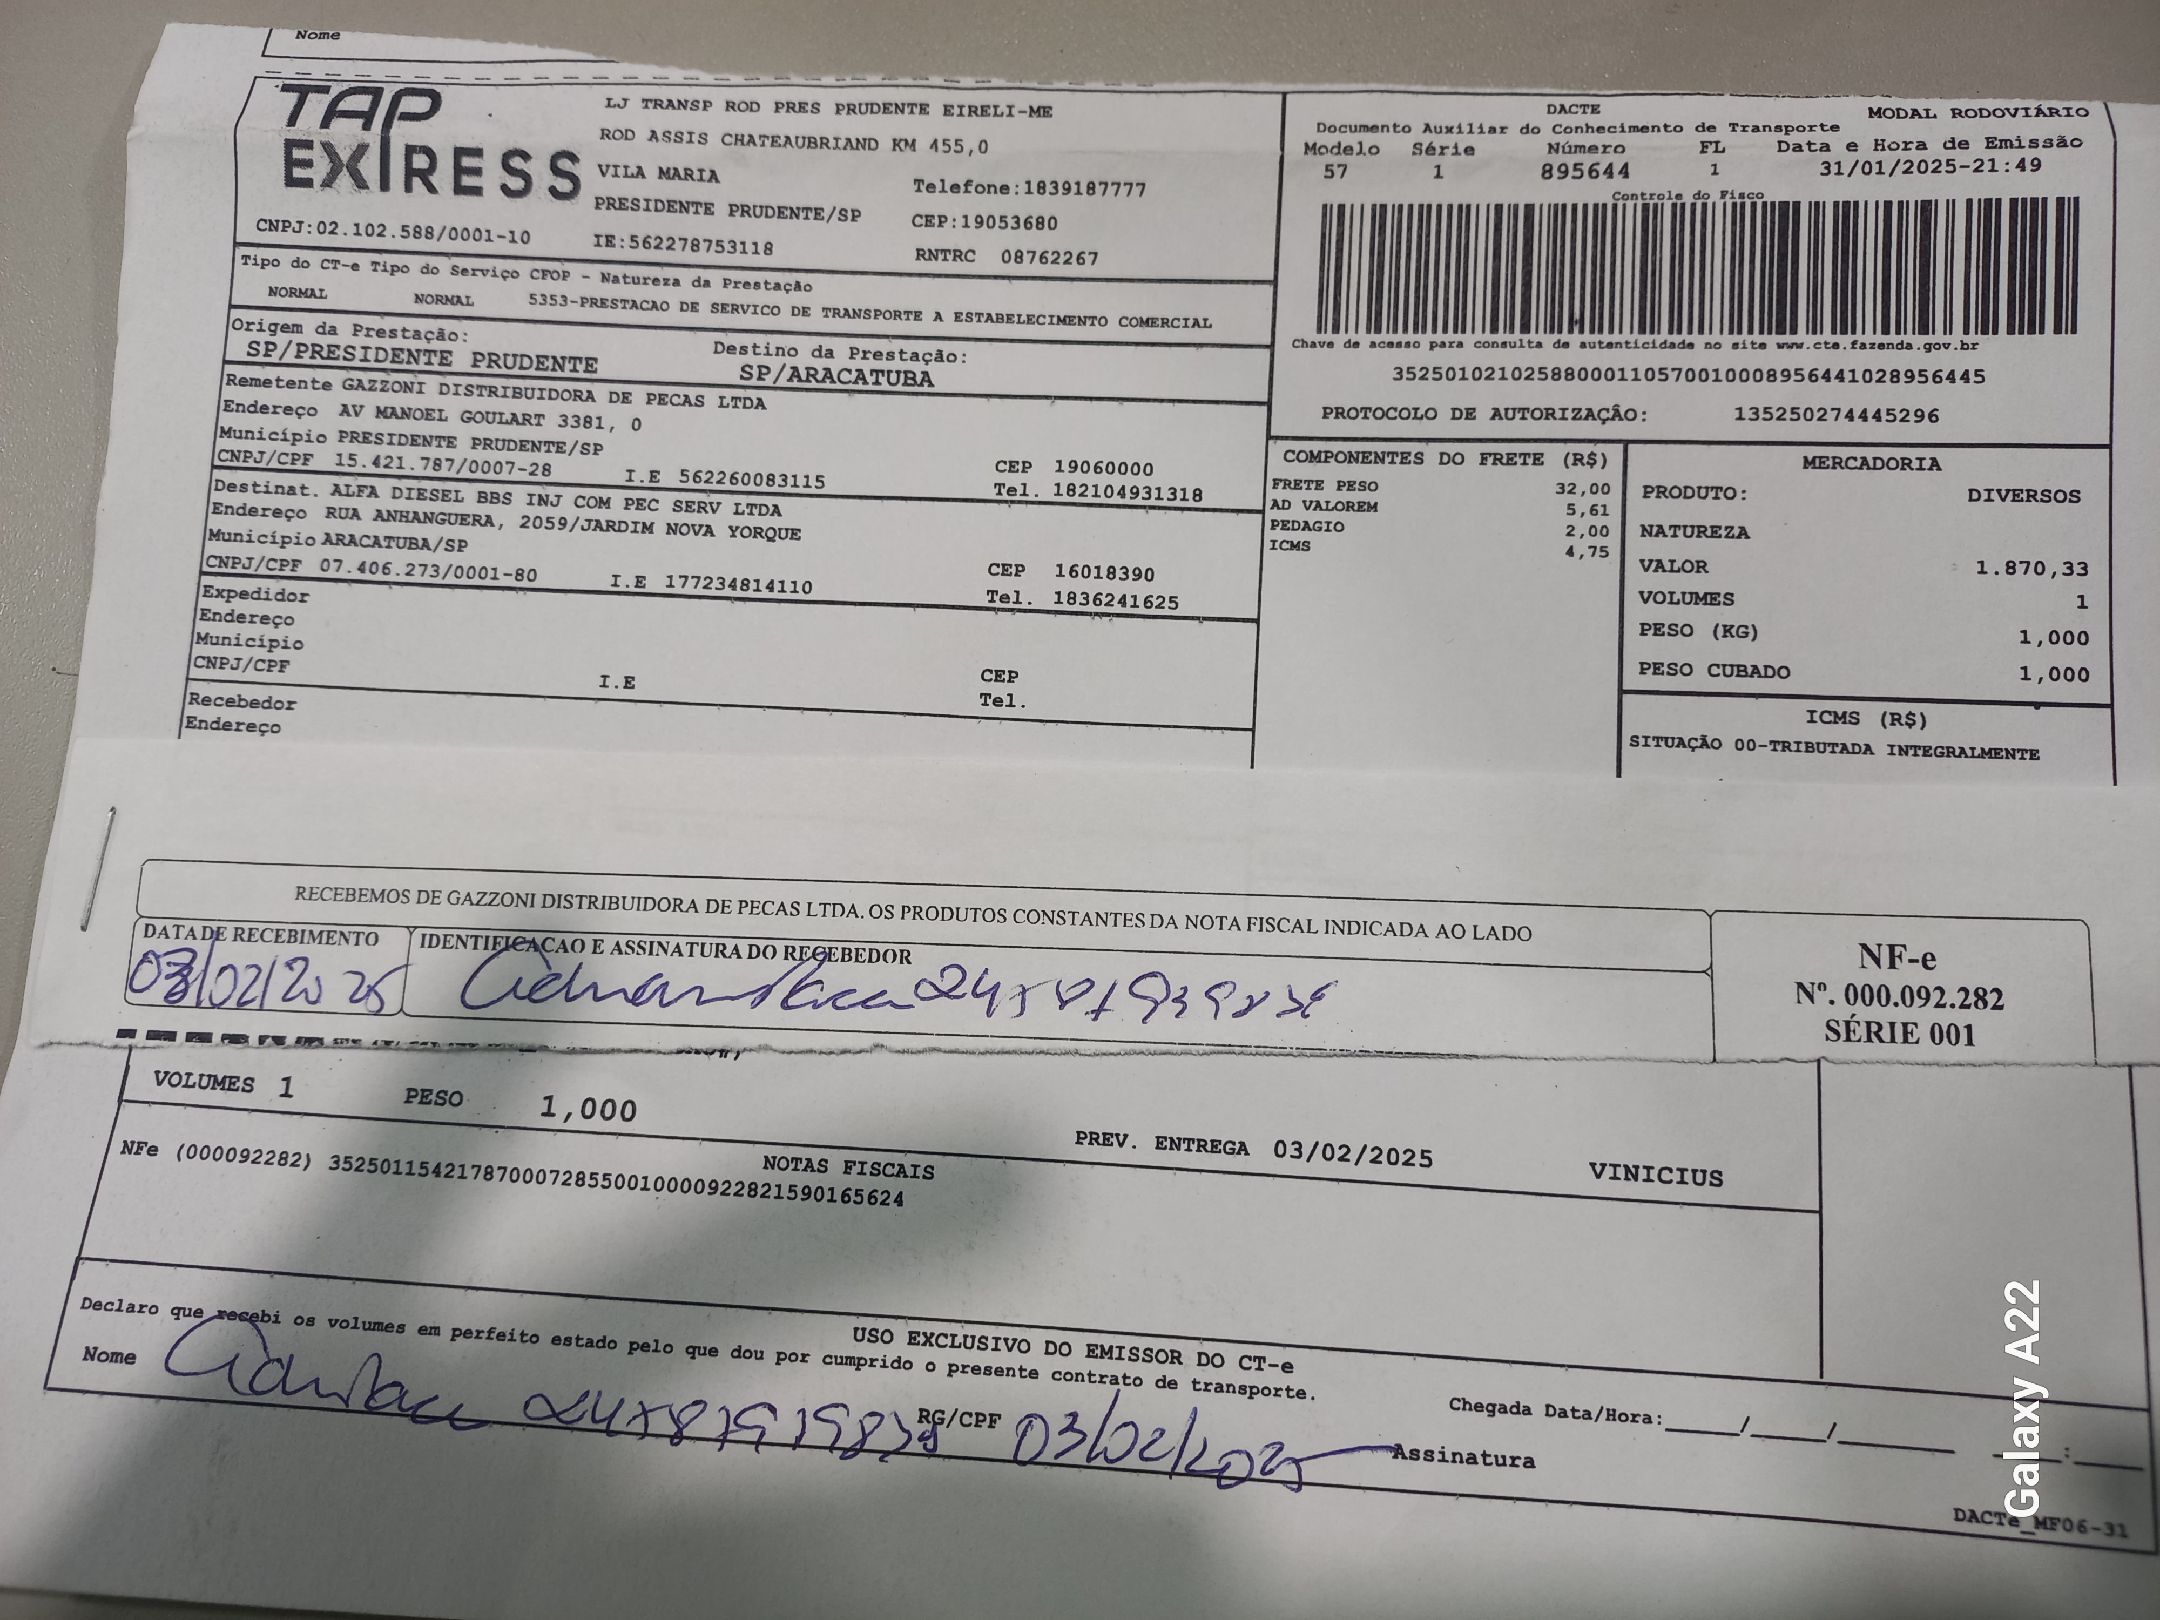 Nome
TAP EXPRESS
LJ TRANSP ROD PRES PRUDENTE EIRELI-ME
ROD ASSIS CHATEAUBRIAND KM 455,0
VILA MARIA
Telefone:1839187777
PRESIDENTE PRUDENTE/SP
CEP:19053680
CNPJ:02.102.588/0001-10
IE:562278753118
RNTRC 08762267
DACTE
MODAL RODOVIÁRIO
Documento Auxiliar do Conhecimento de Transporte
Modelo Série Número FL Data e Hora de Emissão
57 1 895644 1 31/01/2025-21:49
Controle do Fisco
Chave de acesso para consulta de autenticidade no site www.cte.fazenda.gov.br
35250102102588000110570010008956441028956445
PROTOCOLO DE AUTORIZAÇÂO: 135250274445296
Tipo do CT-e Tipo do Serviço CFOP - Natureza da Prestação
NORMAL NORMAL 5353-PRESTACAO DE SERVICO DE TRANSPORTE A ESTABELECIMENTO COMERCIAL
Origem da Prestação: Destino da Prestação:
SP/PRESIDENTE PRUDENTE SP/ARACATUBA
Remetente GAZZONI DISTRIBUIDORA DE PECAS LTDA
Endereço AV MANOEL GOULART 3381, 0
Município PRESIDENTE PRUDENTE/SP CEP 19060000
CNPJ/CPF 15.421.787/0007-28 I.E 562260083115 Tel. 182104931318
Destinat. ALFA DIESEL BBS INJ COM PEC SERV LTDA
Endereço RUA ANHANGUERA, 2059/JARDIM NOVA YORQUE
Município ARACATUBA/SP CEP 16018390
CNPJ/CPF 07.406.273/0001-80 I.E 177234814110 Tel. 1836241625
Expedidor
Endereço
Município CEP
CNPJ/CPF I.E Tel.
Recebedor
Endereço
COMPONENTES DO FRETE (R$)
FRETE PESO 32,00
AD VALOREM 5,61
PEDAGIO 2,00
ICMS 4,75
MERCADORIA
PRODUTO: DIVERSOS
NATUREZA
VALOR 1.870,33
VOLUMES 1
PESO (KG) 1,000
PESO CUBADO 1,000
ICMS (R$)
SITUAÇÃO 00-TRIBUTADA INTEGRALMENTE
RECEBEMOS DE GAZZONI DISTRIBUIDORA DE PECAS LTDA. OS PRODUTOS CONSTANTES DA NOTA FISCAL INDICADA AO LADO
DATA DE RECEBIMENTO IDENTIFICACAO E ASSINATURA DO RECEBEDOR
03/02/2025
NF-e
Nº. 000.092.282
SÉRIE 001
VOLUMES 1 PESO 1,000
PREV. ENTREGA 03/02/2025 VINICIUS
NOTAS FISCAIS
NFe (000092282) 35250115421787000728550010000922821590165624
USO EXCLUSIVO DO EMISSOR DO CT-e
Declaro que recebi os volumes em perfeito estado pelo que dou por cumprido o presente contrato de transporte.
Nome RG/CPF 03/02/2025 Assinatura
Chegada Data/Hora:____/____/_______ ____:____
DACTe_MF06-31
Galaxy A22